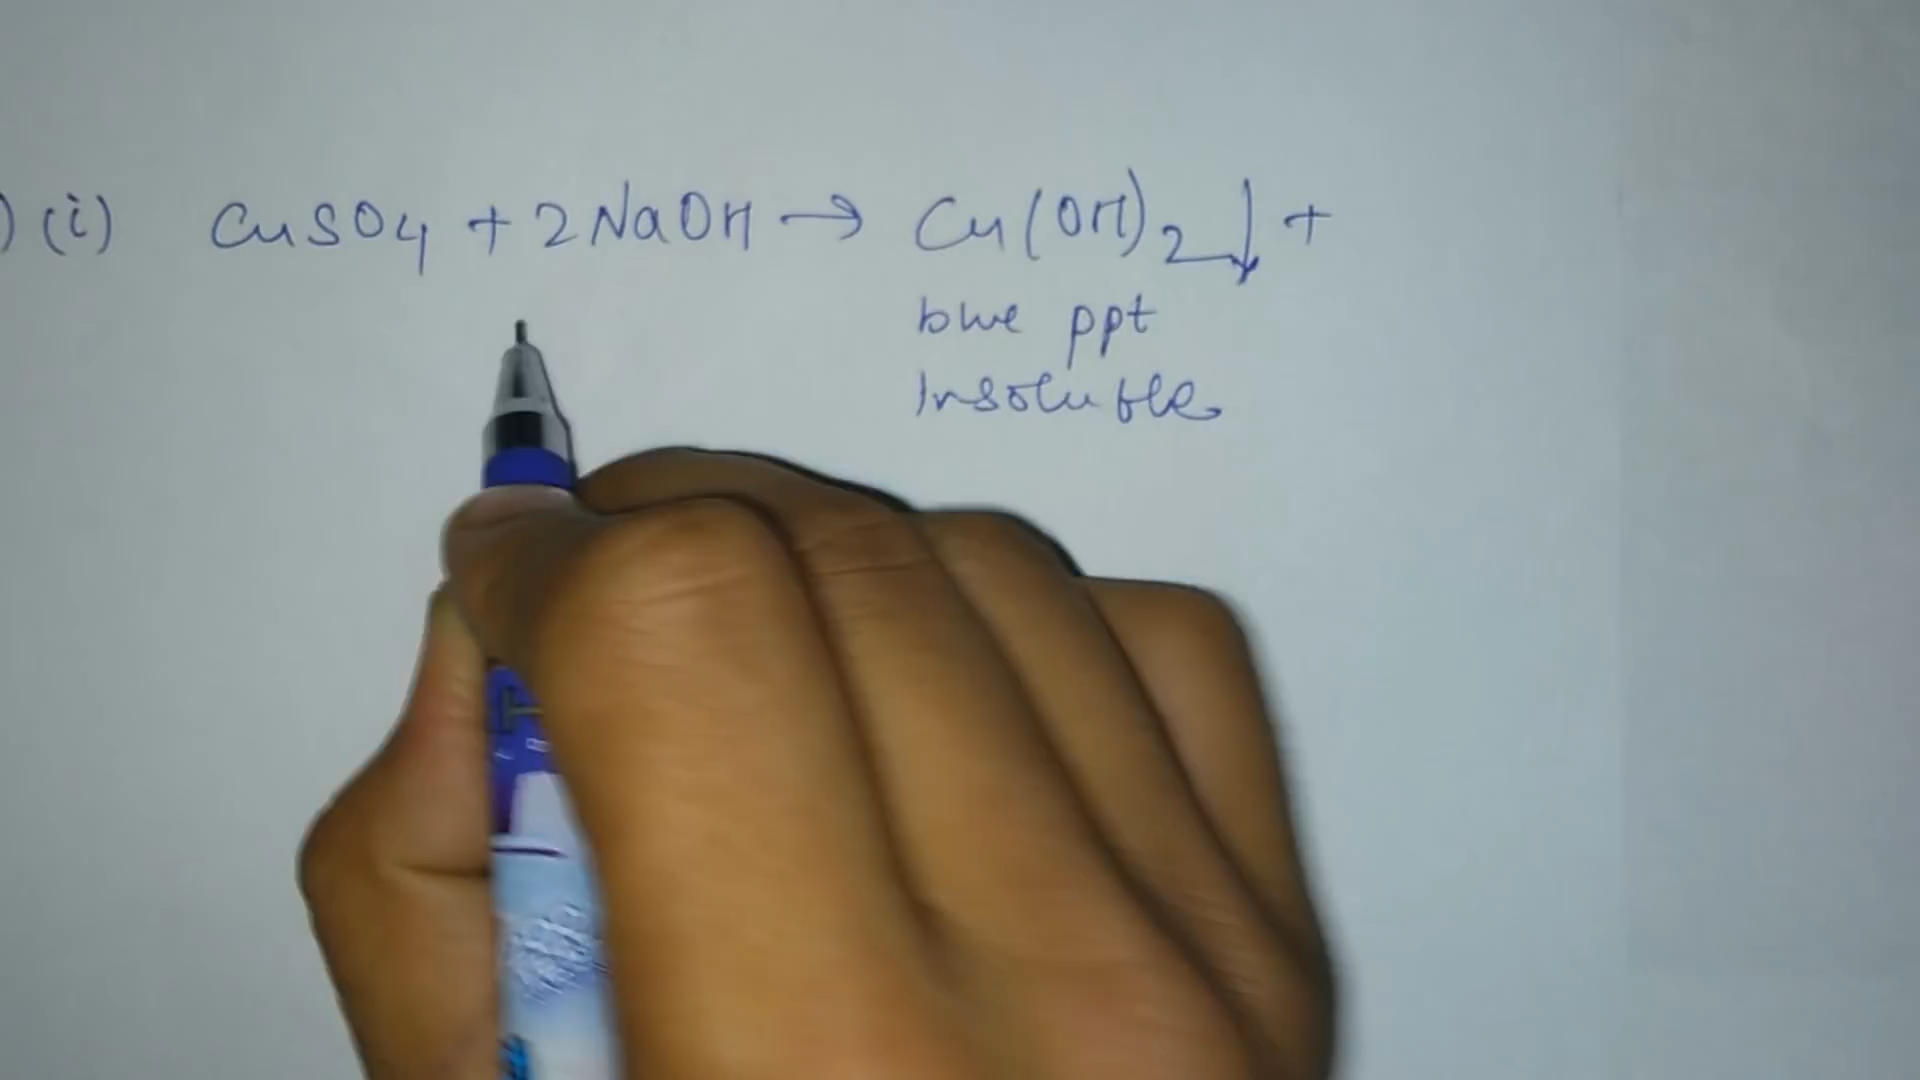 ) (i) CuSO4 + 2NaOH → Cu(OH)2↓ +
blue ppt
Insoluble